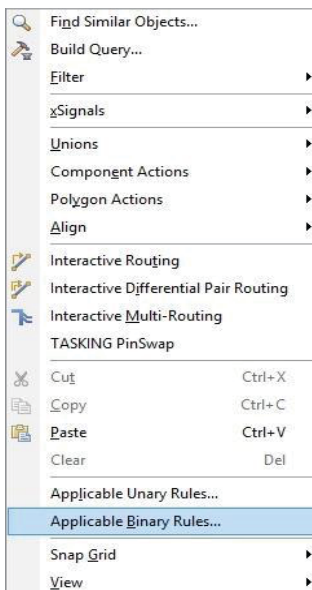 Find Similar Objects...
Build Query...
Filter
xSignals
Unions
Component Actions
Polygon Actions
Align
Interactive Routing
Interactive Differential Pair Routing
Interactive Multi-Routing
TASKING PinSwap
Cut Ctrl+X
Copy Ctrl+C
Paste Ctrl+V
Clear Del
Applicable Unary Rules...
Applicable Binary Rules...
Snap Grid
View